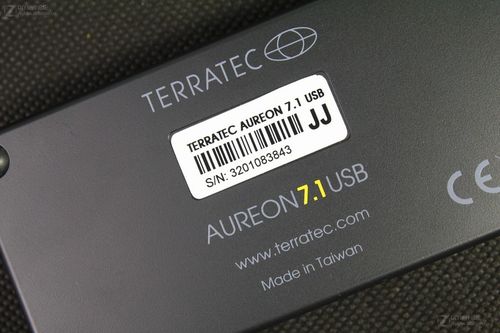 TERRATEC
TERRATEC AUREON 7.1 USB
JJ
S/N: 3201083843
AUREON7.1USB
www.terratec.com
Made in Taiwan
CE